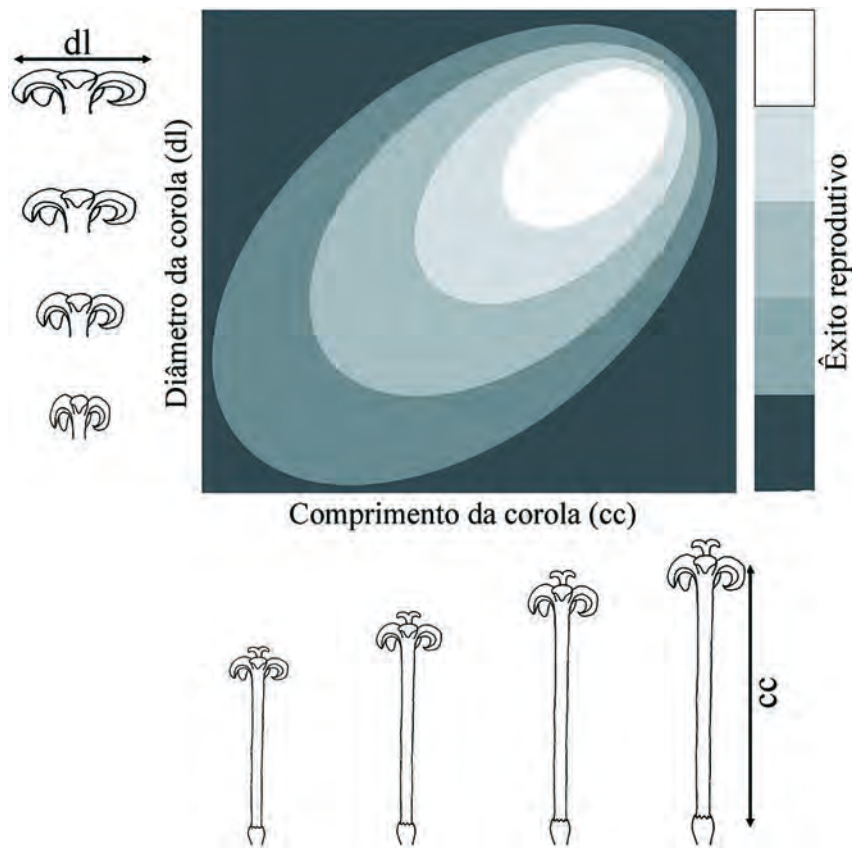 dl
Diâmetro da corola (dl)
Êxito reprodutivo
Comprimento da corola (cc)
cc